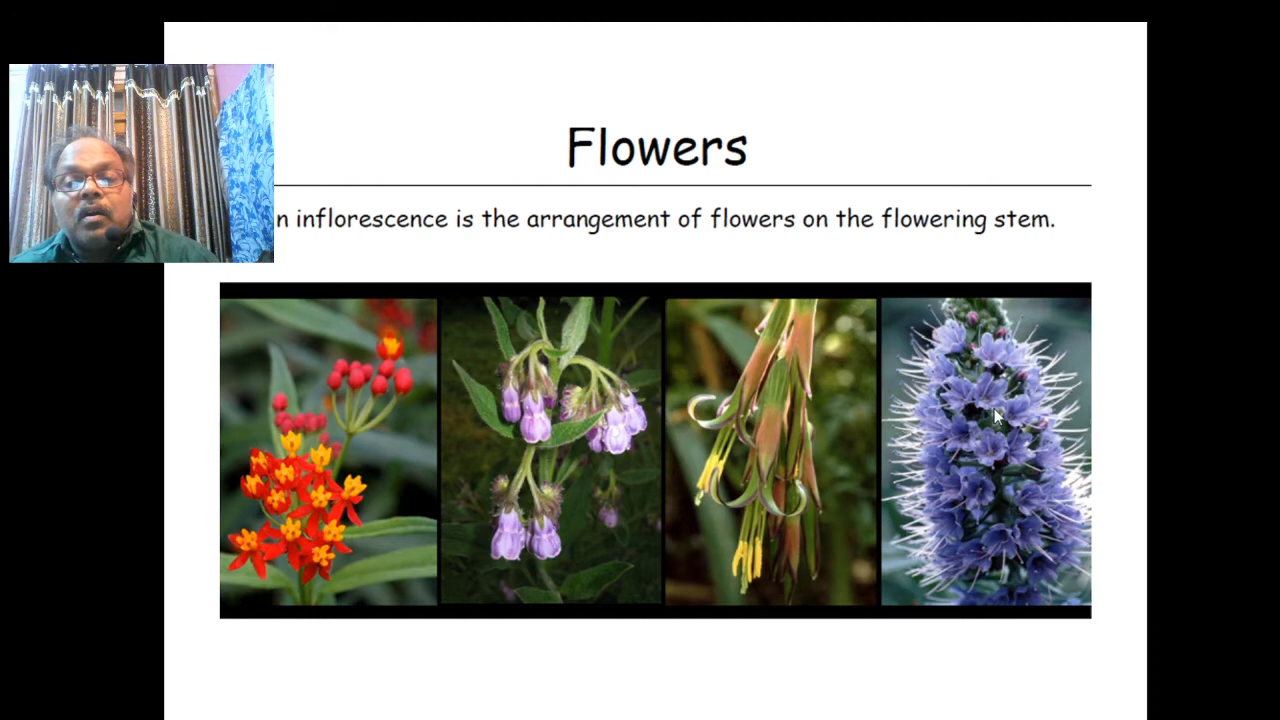 Flowers
n inflorescence is the arrangement of flowers on the flowering stem.